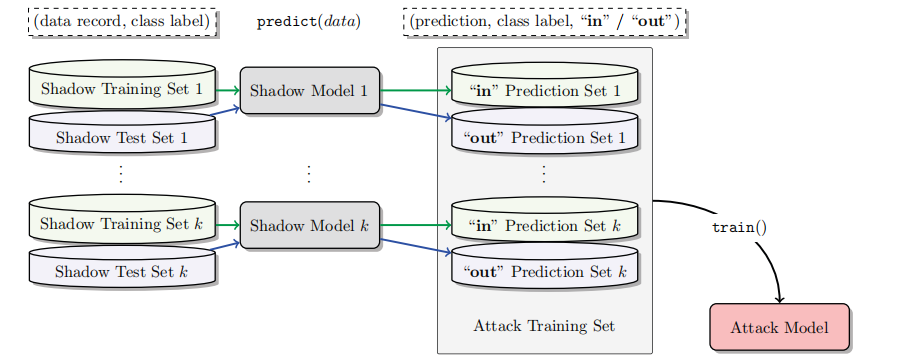 (data record, class label)
predict(data)
(prediction, class label, “in” / “out”)
Shadow Training Set 1
Shadow Model 1
“in” Prediction Set 1
Shadow Test Set 1
“out” Prediction Set 1
⋮
⋮
⋮
Shadow Training Set k
Shadow Model k
“in” Prediction Set k
train()
Shadow Test Set k
“out” Prediction Set k
Attack Training Set
Attack Model